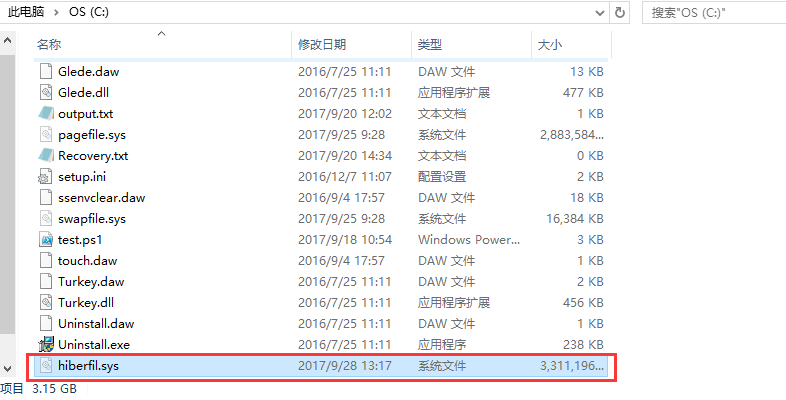 此电脑 OS (C:) 搜索"OS (C:)"
名称 修改日期 类型 大小
Glede.daw 2016/7/25 11:11 DAW 文件 13 KB
Glede.dll 2016/7/25 11:11 应用程序扩展 477 KB
output.txt 2017/9/20 12:02 文本文档 1 KB
pagefile.sys 2017/9/25 9:28 系统文件 2,883,584...
Recovery.txt 2017/9/20 14:34 文本文档 0 KB
setup.ini 2016/12/7 11:07 配置设置 2 KB
ssenvclear.daw 2016/9/4 17:57 DAW 文件 18 KB
swapfile.sys 2017/9/25 9:28 系统文件 16,384 KB
test.ps1 2017/9/18 10:54 Windows Power... 3 KB
touch.daw 2016/9/4 17:57 DAW 文件 1 KB
Turkey.daw 2016/7/25 11:11 DAW 文件 2 KB
Turkey.dll 2016/7/25 11:11 应用程序扩展 456 KB
Uninstall.daw 2016/7/25 11:11 DAW 文件 1 KB
Uninstall.exe 2016/7/25 11:11 应用程序 238 KB
hiberfil.sys 2017/9/28 13:17 系统文件 3,311,196...
项目 3.15 GB